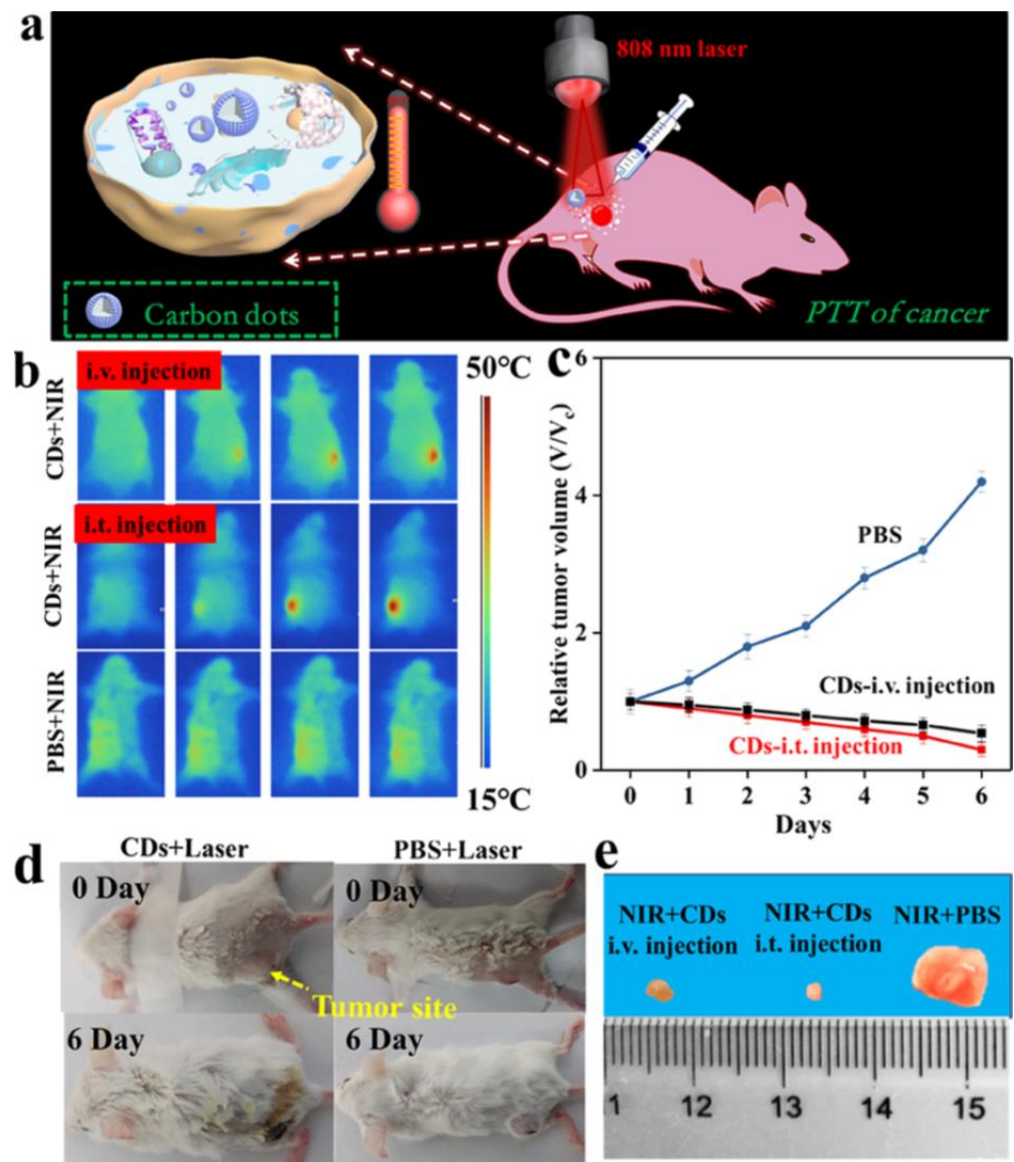 a
808 nm laser
Carbon dots
PTT of cancer
b
i.v. injection
CDs+NIR
i.t. injection
CDs+NIR
PBS+NIR
50℃
15℃
c
Relative tumor volume (V/Vc)
6
4
2
0
PBS
CDs-i.v. injection
CDs-i.t. injection
0 1 2 3 4 5 6
Days
d
CDs+Laser
PBS+Laser
0 Day
0 Day
Tumor site
6 Day
6 Day
e
NIR+CDs
i.v. injection
NIR+CDs
i.t. injection
NIR+PBS
1 12 13 14 15